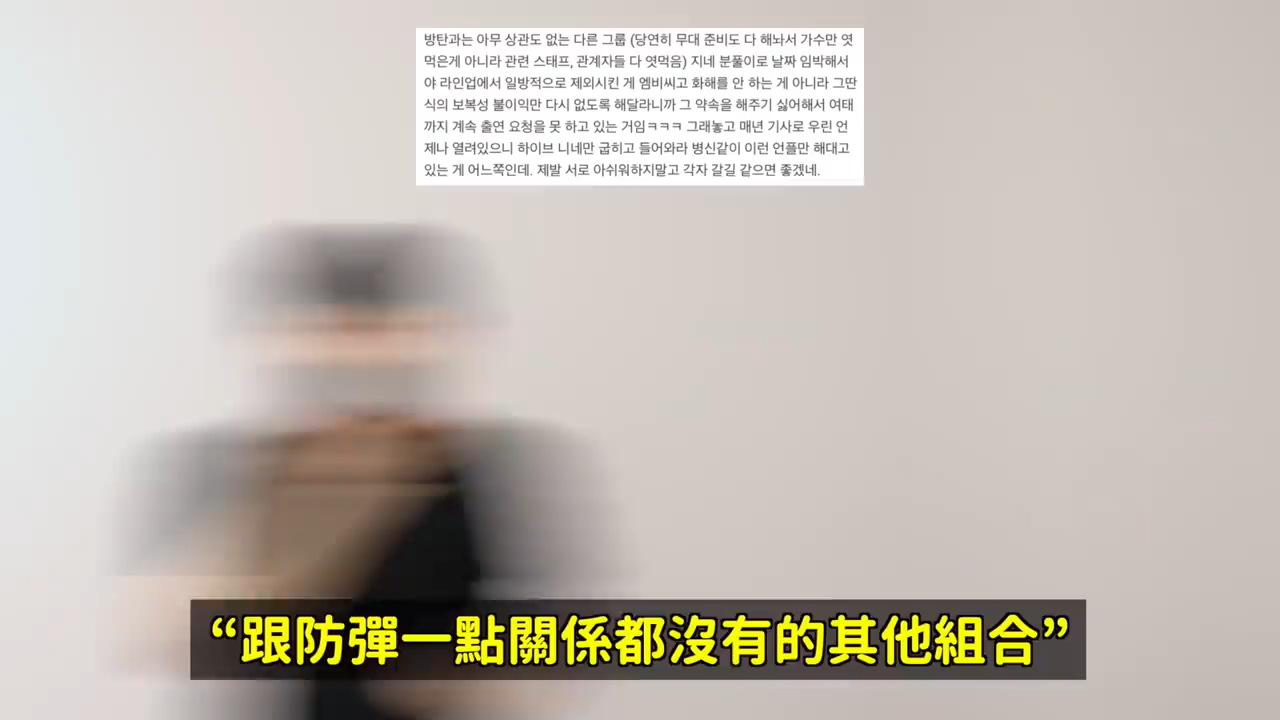 방탄과는 아무 상관도 없는 다른 그룹 (당연히 무대 준비도 다 해놔서 가수만 엿
먹은게 아니라 관련 스태프, 관계자들 다 엿먹음) 지네 분풀이로 날짜 임박해서
야 라인업에서 일방적으로 제외시킨 게 엠비씨고 화해를 안 하는 게 아니라 그딴
식의 보복성 불이익만 다시 없도록 해달라니까 그 약속을 해주기 싫어해서 여태
까지 계속 출연 요청을 못 하고 있는 거임ㅋㅋㅋ 그래놓고 매년 기사로 우린 언
제나 열려있으니 하이브 니네만 굽히고 들어와라 병신같이 이런 언플만 해대고
있는 게 어느쪽인데. 제발 서로 아쉬워하지말고 각자 갈길 같으면 좋겠네.
“跟防彈一點關係都沒有的其他組合”